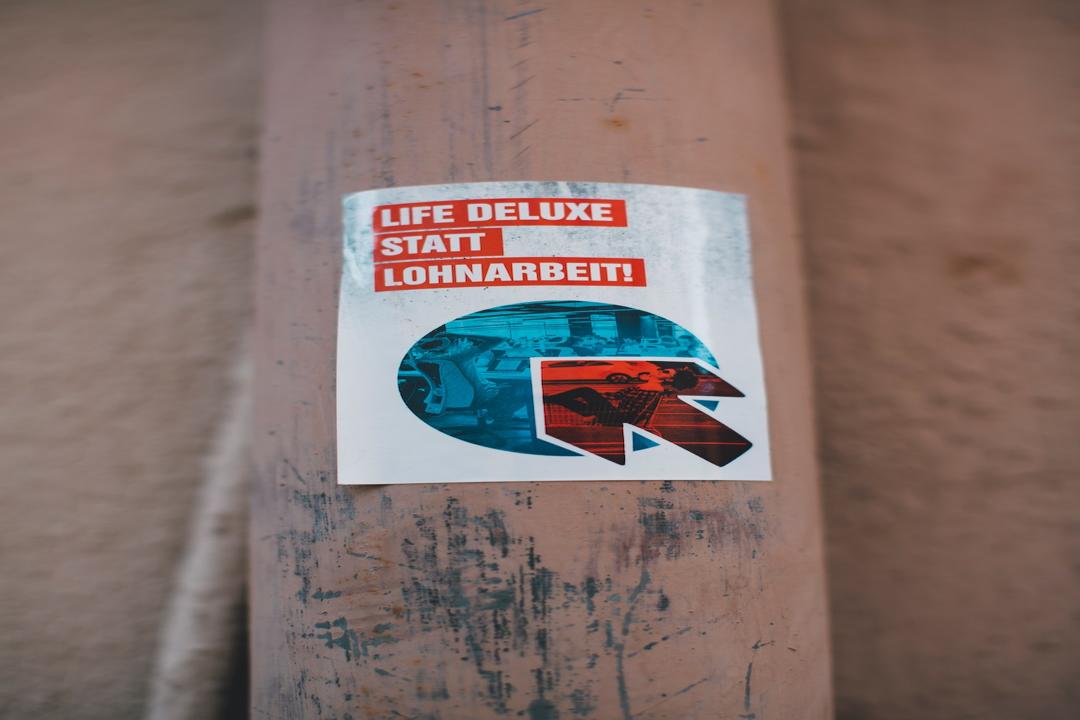 LIFE DELUXE
STATT
LOHNARBEIT!